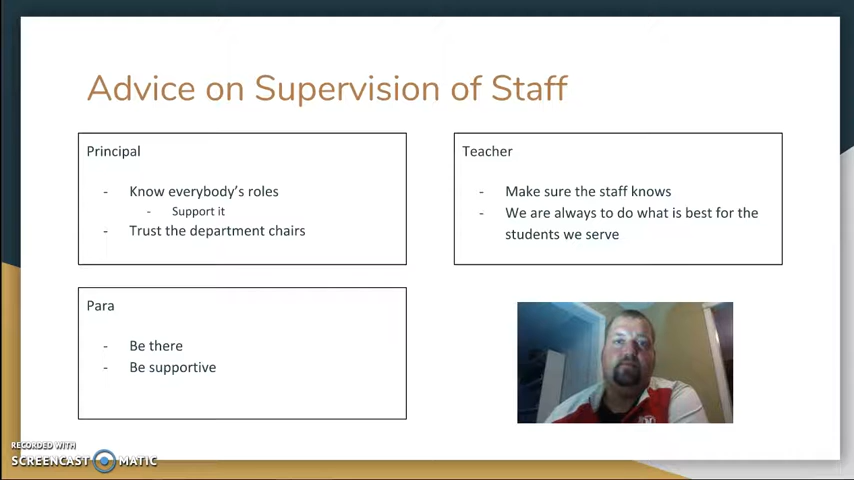 Advice on Supervision of Staff
Principal
- Know everybody's roles
- Support it
- Trust the department chairs
Teacher
- Make sure the staff knows
- We are always to do what is best for the
students we serve
Para
- Be there
- Be supportive
RECORDED WITH
SCREENCAST MATIC